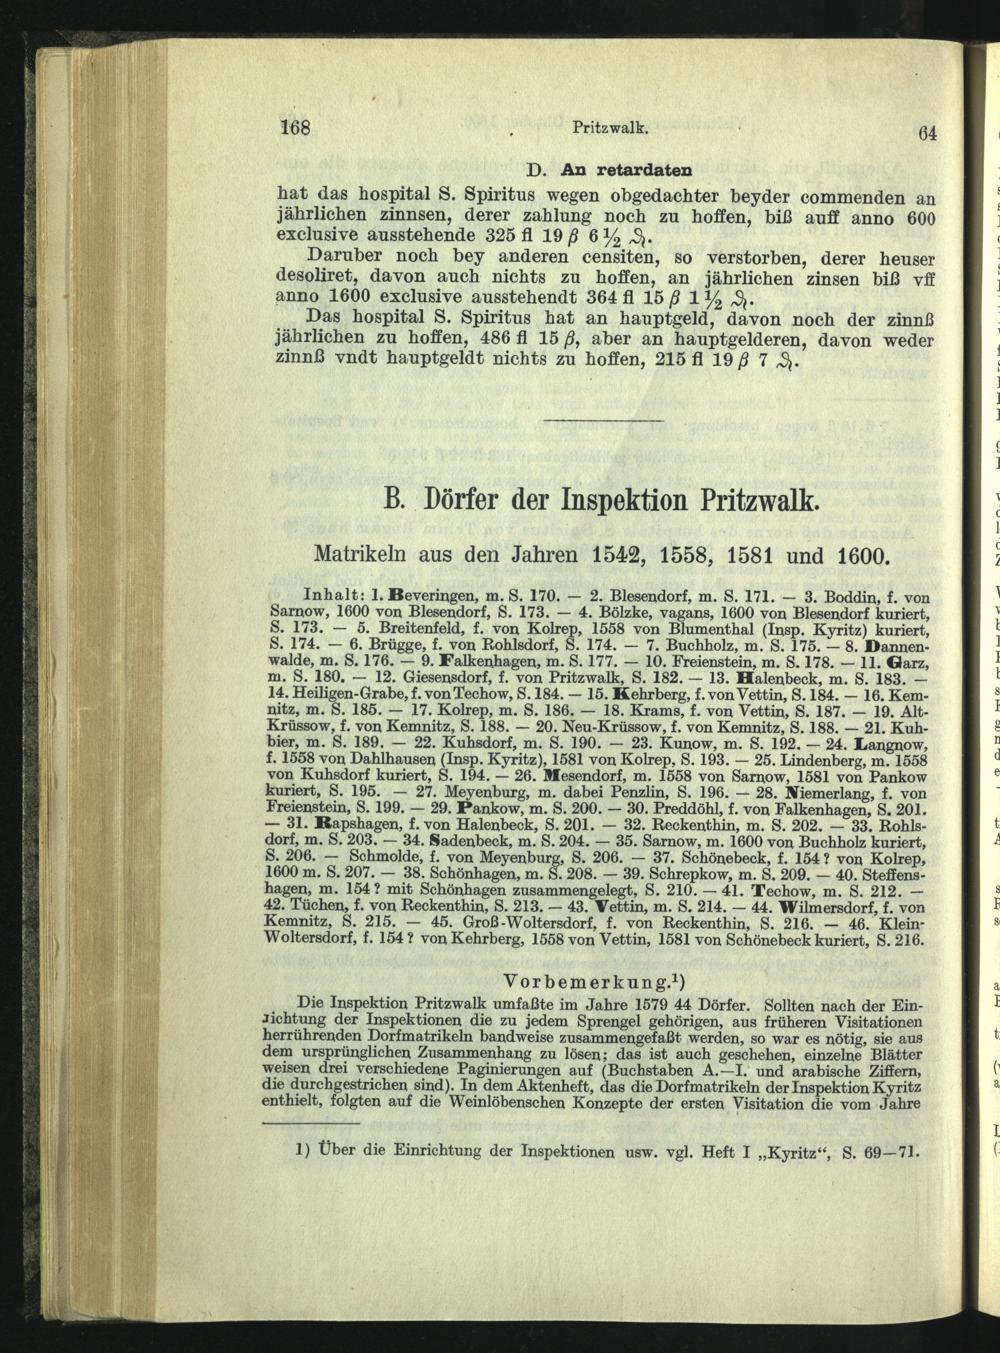 168 Pritzwalk. 64
D. An retardaten
hat das hospital S. Spiritus wegen obgedachter beyder commenden an
jährlichen zinnsen, derer zahlung noch zu hoffen, biß auff anno 600
exclusive ausstehende 325 fl 19 β 6½ ₰.
Daruber noch bey anderen censiten, so verstorben, derer heuser
desoliret, davon auch nichts zu hoffen, an jährlichen zinsen biß vff
anno 1600 exclusive ausstehendt 364 fl 15 β 1½ ₰.
Das hospital S. Spiritus hat an hauptgeld, davon noch der zinnß
jährlichen zu hoffen, 486 fl 15 β, aber an hauptgelderen, davon weder
zinnß vndt hauptgeldt nichts zu hoffen, 215 fl 19 β 7 ₰.
B. Dörfer der Inspektion Pritzwalk.
Matrikeln aus den Jahren 1542, 1558, 1581 und 1600.
Inhalt: 1. Beveringen, m. S. 170. — 2. Blesendorf, m. S. 171. — 3. Boddin, f. von
Sarnow, 1600 von Blesendorf, S. 173. — 4. Bölzke, vagans, 1600 von Blesendorf kuriert,
S. 173. — 5. Breitenfeld, f. von Kolrep, 1558 von Blumenthal (Insp. Kyritz) kuriert,
S. 174. — 6. Brügge, f. von Rohlsdorf, S. 174. — 7. Buchholz, m. S. 175. — 8. Dannen-
walde, m. S. 176. — 9. Falkenhagen, m. S. 177. — 10. Freienstein, m. S. 178. — 11. Garz,
m. S. 180. — 12. Giesensdorf, f. von Pritzwalk, S. 182. — 13. Halenbeck, m. S. 183. —
14. Heiligen-Grabe, f. von Techow, S. 184. — 15. Kehrberg, f. von Vettin, S. 184. — 16. Kem-
nitz, m. S. 185. — 17. Kolrep, m. S. 186. — 18. Krams, f. von Vettin, S. 187. — 19. Alt-
Krüssow, f. von Kemnitz, S. 188. — 20. Neu-Krüssow, f. von Kemnitz, S. 188. — 21. Kuh-
bier, m. S. 189. — 22. Kuhsdorf, m. S. 190. — 23. Kunow, m. S. 192. — 24. Langnow,
f. 1558 von Dahlhausen (Insp. Kyritz), 1581 von Kolrep, S. 193. — 25. Lindenberg, m. 1558
von Kuhsdorf kuriert, S. 194. — 26. Mesendorf, m. 1558 von Sarnow, 1581 von Pankow
kuriert, S. 195. — 27. Meyenburg, m. dabei Penzlin, S. 196. — 28. Niemerlang, f. von
Freienstein, S. 199. — 29. Pankow, m. S. 200. — 30. Preddöhl, f. von Falkenhagen, S. 201.
— 31. Rapshagen, f. von Halenbeck, S. 201. — 32. Reckenthin, m. S. 202. — 33. Rohls-
dorf, m. S. 203. — 34. Sadenbeck, m. S. 204. — 35. Sarnow, m. 1600 von Buchholz kuriert,
S. 206. — Schmolde, f. von Meyenburg, S. 206. — 37. Schönebeck, f. 154? von Kolrep,
1600 m. S. 207. — 38. Schönhagen, m. S. 208. — 39. Schrepkow, m. S. 209. — 40. Steffens-
hagen, m. 154? mit Schönhagen zusammengelegt, S. 210. — 41. Techow, m. S. 212. —
42. Tüchen, f. von Reckenthin, S. 213. — 43. Vettin, m. S. 214. — 44. Wilmersdorf, f. von
Kemnitz, S. 215. — 45. Groß-Woltersdorf, f. von Reckenthin, S. 216. — 46. Klein-
Woltersdorf, f. 154? von Kehrberg, 1558 von Vettin, 1581 von Schönebeck kuriert, S. 216.
Vorbemerkung.¹)
Die Inspektion Pritzwalk umfaßte im Jahre 1579 44 Dörfer. Sollten nach der Ein-
richtung der Inspektionen die zu jedem Sprengel gehörigen, aus früheren Visitationen
herrührenden Dorfmatrikeln bandweise zusammengefaßt werden, so war es nötig, sie aus
dem ursprünglichen Zusammenhang zu lösen; das ist auch geschehen, einzelne Blätter
weisen drei verschiedene Paginierungen auf (Buchstaben A.—I. und arabische Ziffern,
die durchgestrichen sind). In dem Aktenheft, das die Dorfmatrikeln der Inspektion Kyritz
enthielt, folgten auf die Weinlöbenschen Konzepte der ersten Visitation die vom Jahre
1) Über die Einrichtung der Inspektionen usw. vgl. Heft I „Kyritz“, S. 69—71.